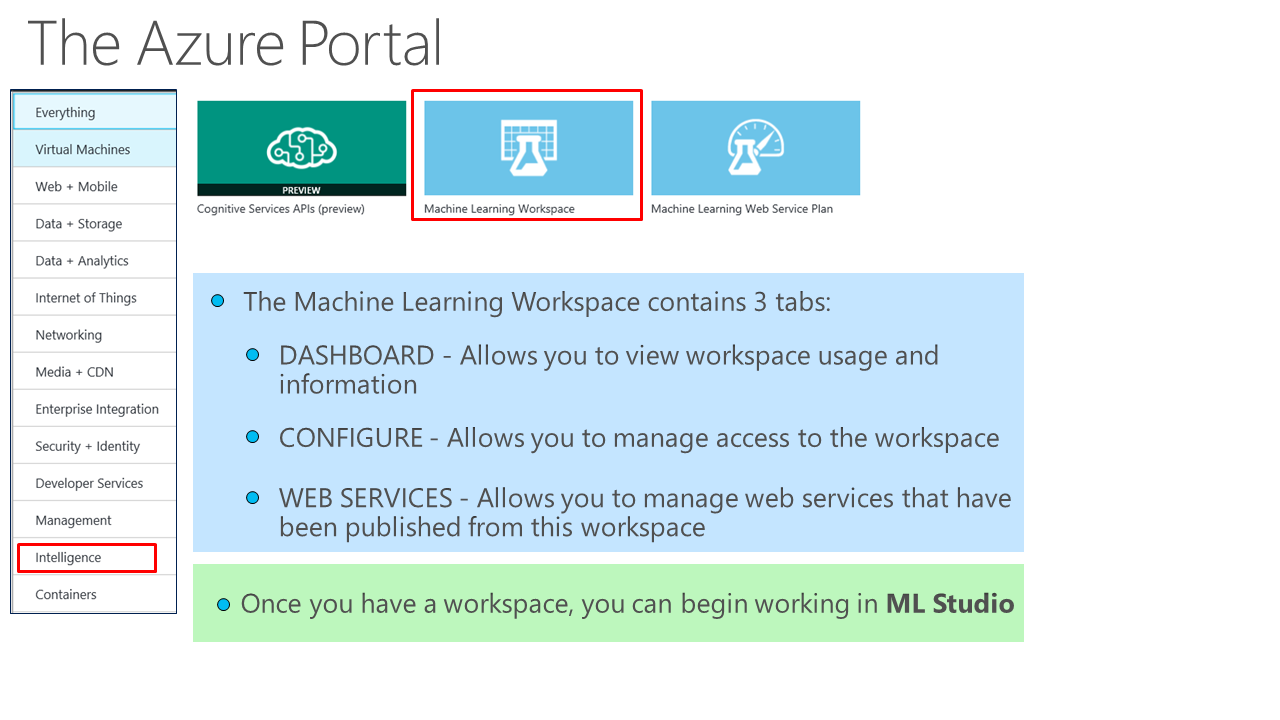 The Azure Portal
Everything
Virtual Machines
Web + Mobile
Data + Storage
Data + Analytics
Internet of Things
Networking
Media + CDN
Enterprise Integration
Security + Identity
Developer Services
Management
Intelligence
Containers
PREVIEW
Cognitive Services APIs (preview)
Machine Learning Workspace
Machine Learning Web Service Plan
The Machine Learning Workspace contains 3 tabs:
DASHBOARD - Allows you to view workspace usage and
information
CONFIGURE - Allows you to manage access to the workspace
WEB SERVICES - Allows you to manage web services that have
been published from this workspace
Once you have a workspace, you can begin working in ML Studio